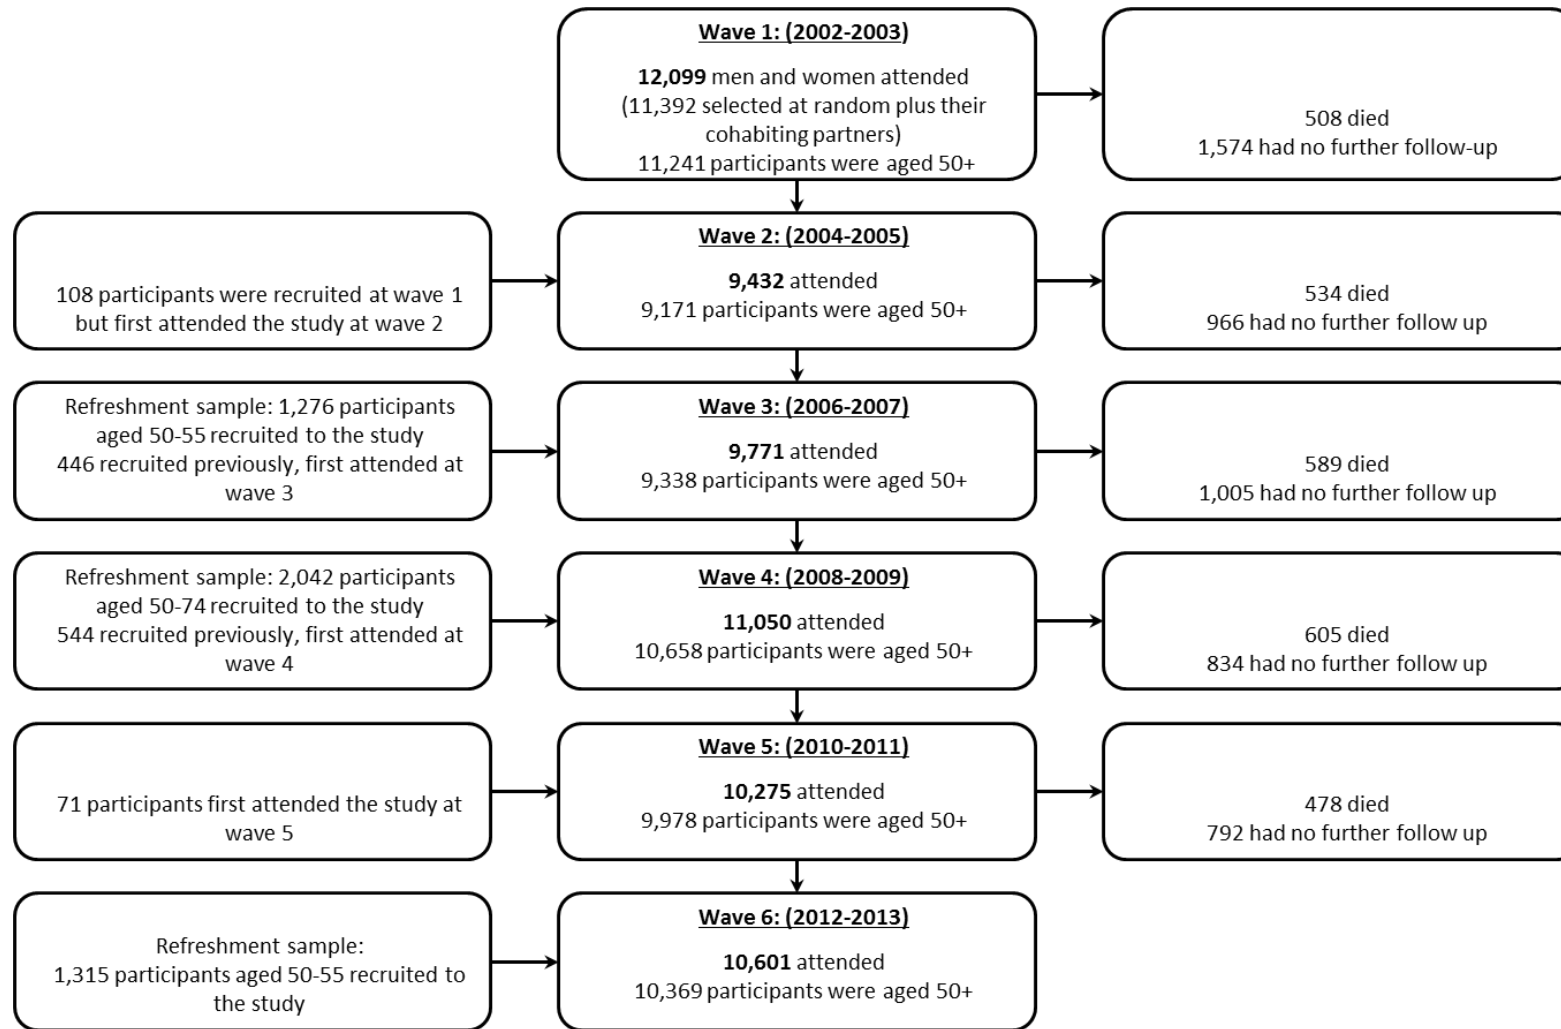 Wave 1: (2002-2003)
12,099 men and women attended
(11,392 selected at random plus their
cohabiting partners)
11,241 participants were aged 50+
508 died
1,574 had no further follow-up
108 participants were recruited at wave 1
but first attended the study at wave 2
Wave 2: (2004-2005)
9,432 attended
9,171 participants were aged 50+
534 died
966 had no further follow up
Refreshment sample: 1,276 participants
aged 50-55 recruited to the study
446 recruited previously, first attended at
wave 3
Wave 3: (2006-2007)
9,771 attended
9,338 participants were aged 50+
589 died
1,005 had no further follow up
Refreshment sample: 2,042 participants
aged 50-74 recruited to the study
544 recruited previously, first attended at
wave 4
Wave 4: (2008-2009)
11,050 attended
10,658 participants were aged 50+
605 died
834 had no further follow up
71 participants first attended the study at
wave 5
Wave 5: (2010-2011)
10,275 attended
9,978 participants were aged 50+
478 died
792 had no further follow up
Refreshment sample:
1,315 participants aged 50-55 recruited to
the study
Wave 6: (2012-2013)
10,601 attended
10,369 participants were aged 50+